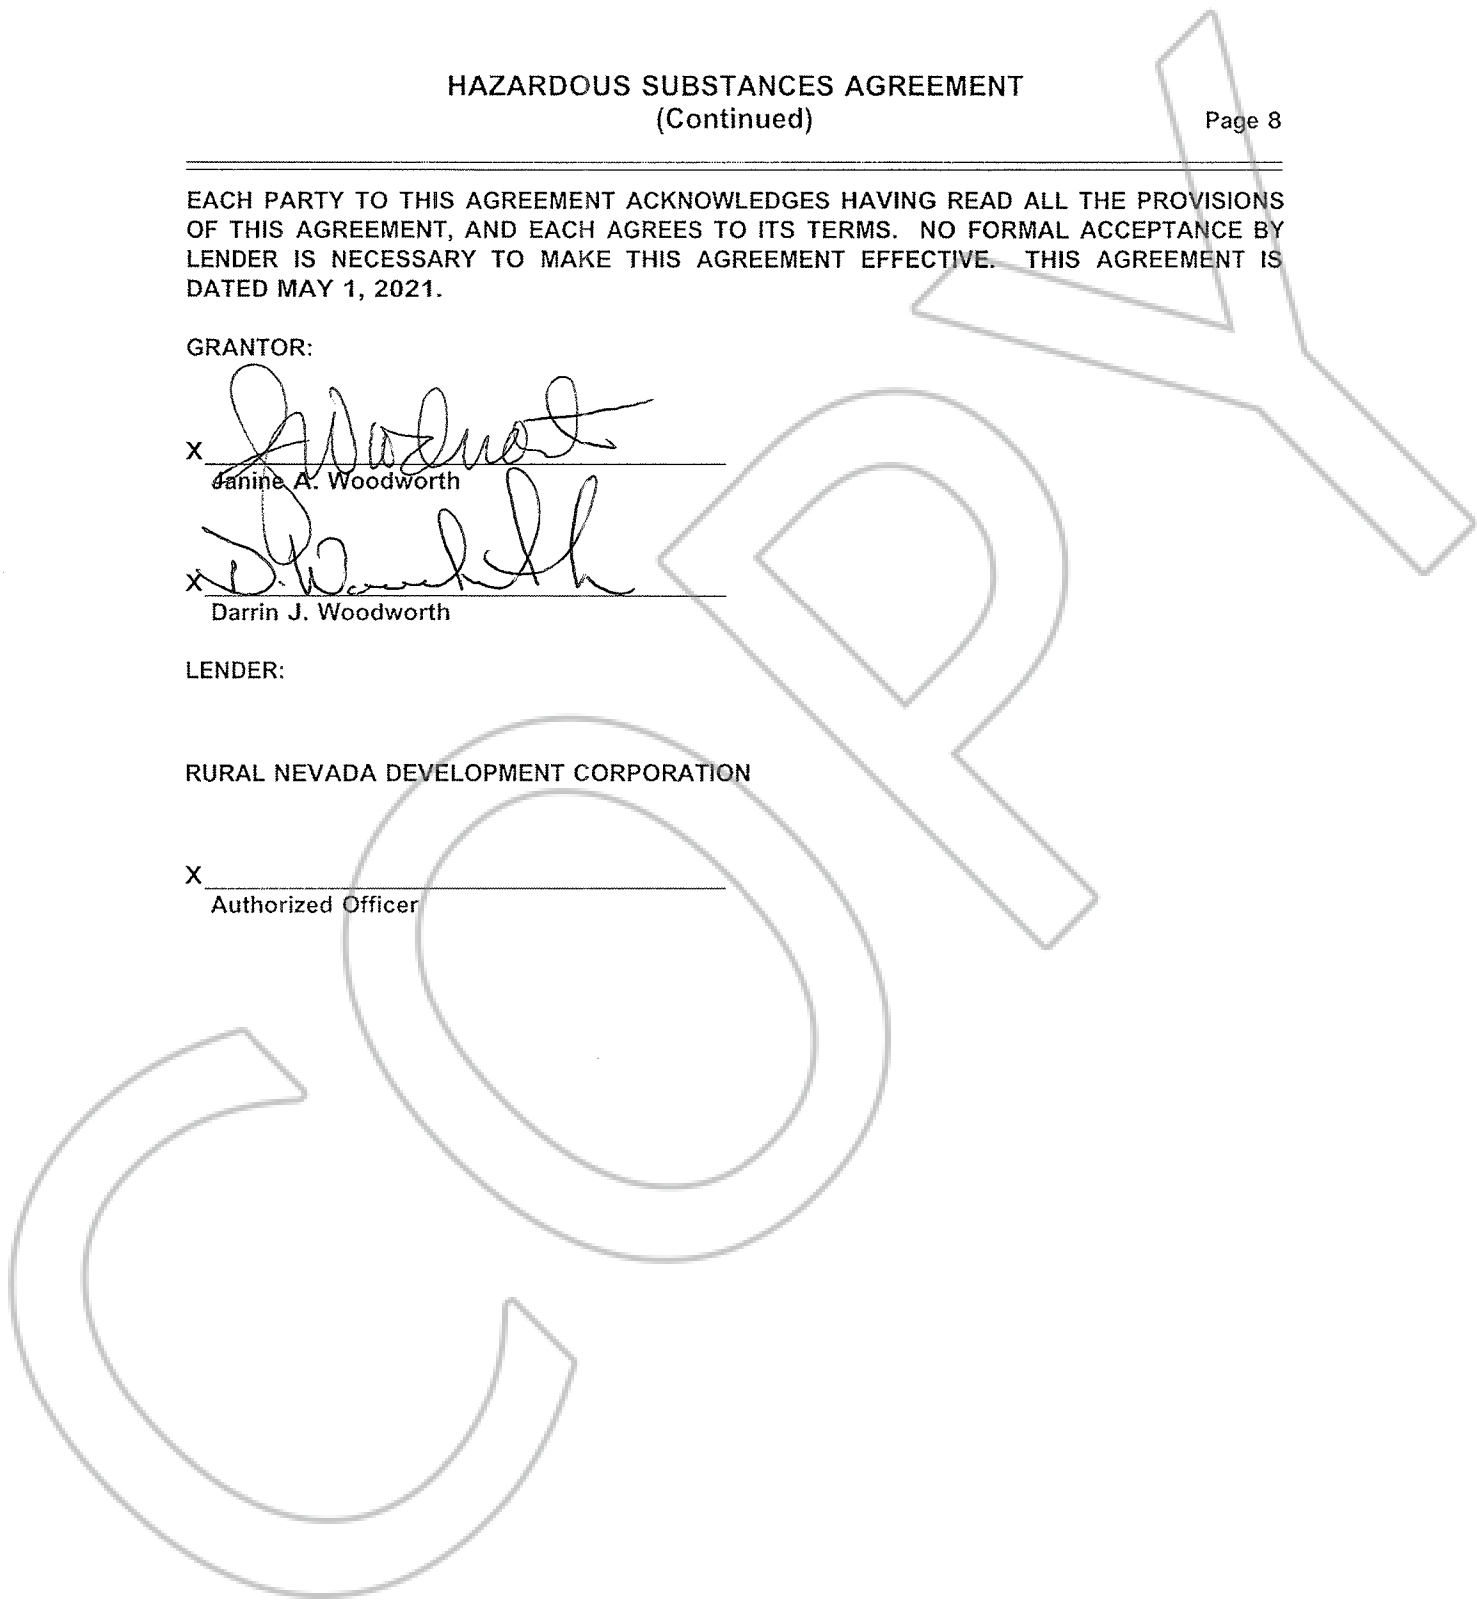 HAZARDOUS SUBSTANCES AGREEMENT
(Continued)
Page 8
EACH PARTY TO THIS AGREEMENT ACKNOWLEDGES HAVING READ ALL THE PROVISIONS
OF THIS AGREEMENT, AND EACH AGREES TO ITS TERMS. NO FORMAL ACCEPTANCE BY
LENDER IS NECESSARY TO MAKE THIS AGREEMENT EFFECTIVE. THIS AGREEMENT IS
DATED MAY 1, 2021.
GRANTOR:
X
Janine A. Woodworth
X
Darrin J. Woodworth
LENDER:
RURAL NEVADA DEVELOPMENT CORPORATION
X
Authorized Officer
COPY